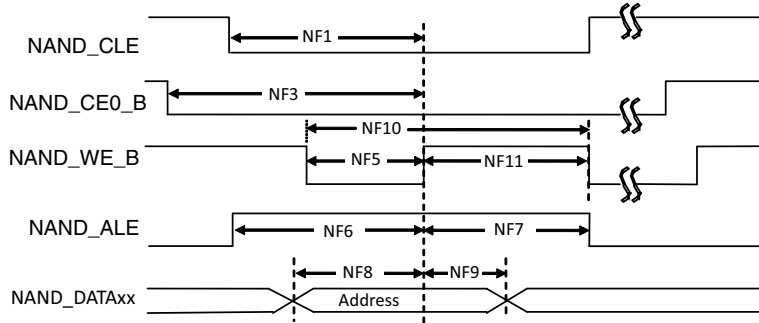 NAND_CLE
NF1
NAND_CE0_B
NF3
NF10
NAND_WE_B
NF5
NF11
NAND_ALE
NF6
NF7
NF8
NF9
NAND_DATAxx
Address